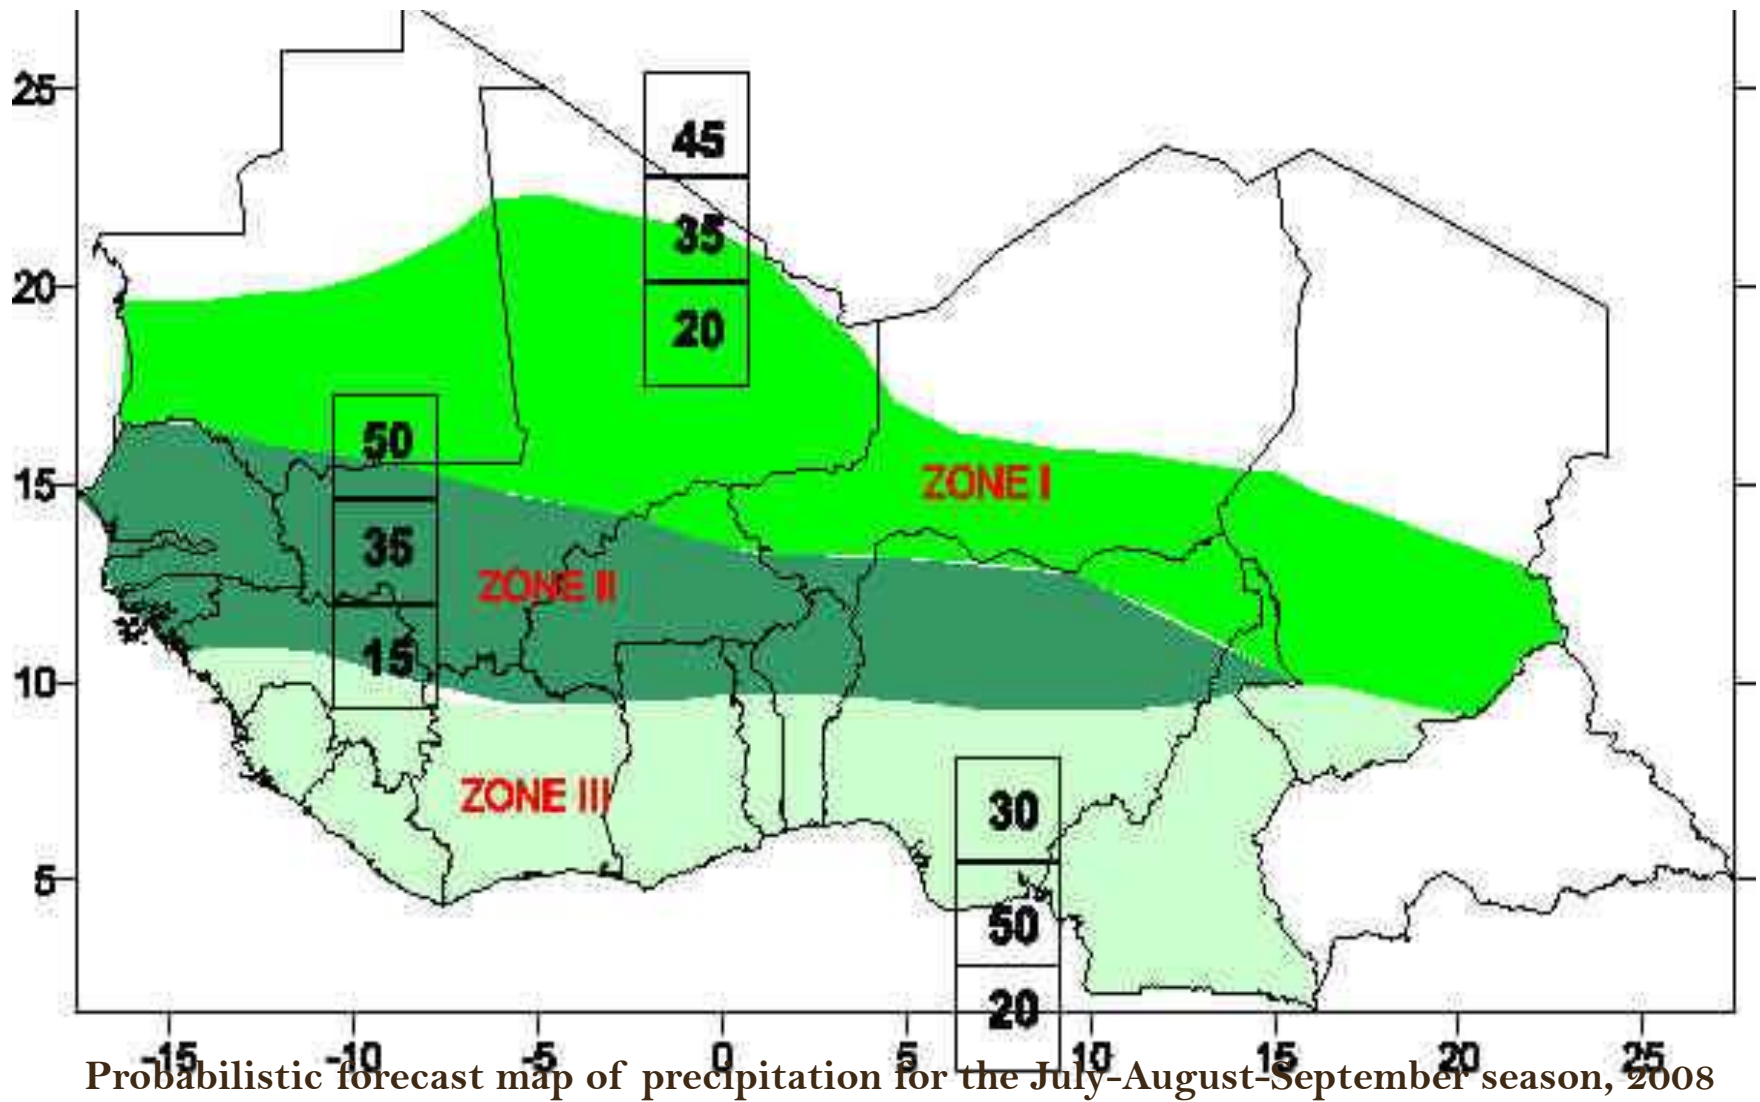 25
45
35
20
20
50
ZONE I
15
35
ZONE II
15
10
ZONE III
30
5
50
20
-15 -10 -5 0 5 10 15 20 25
Probabilistic forecast map of precipitation for the July-August-September season, 2008